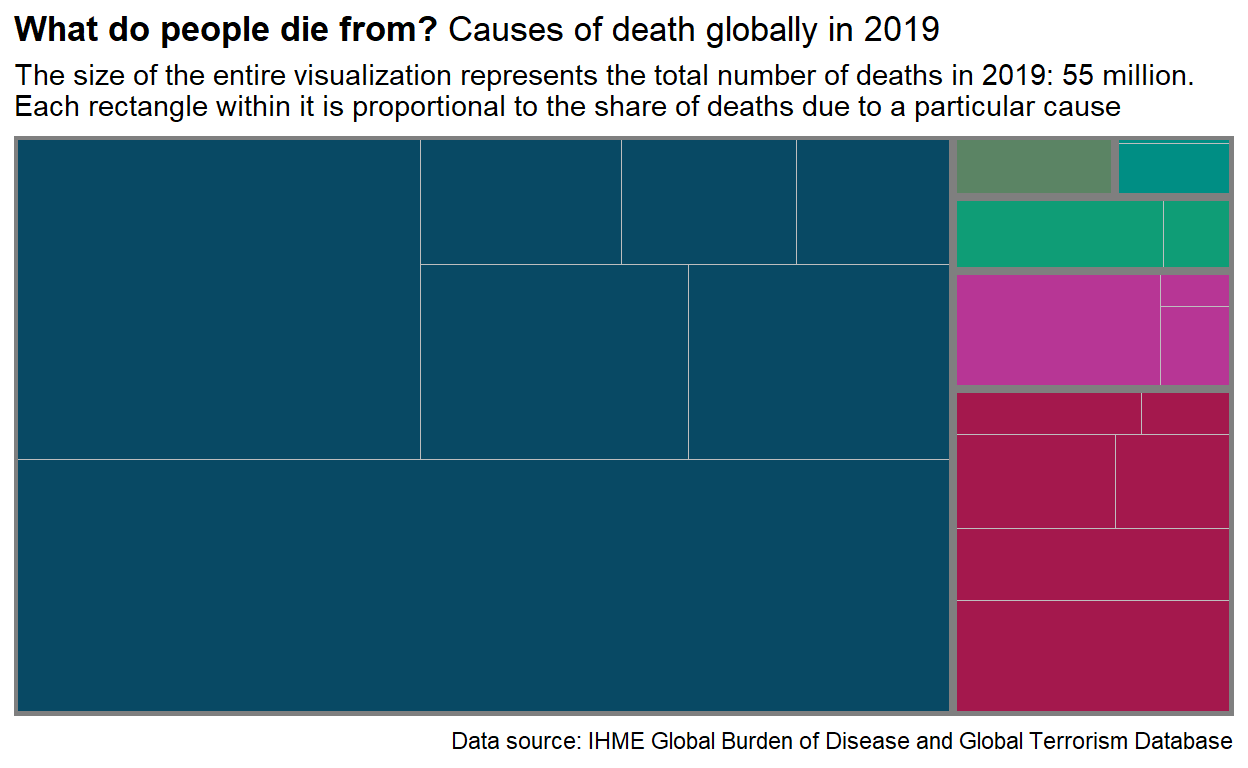 What do people die from? Causes of death globally in 2019
The size of the entire visualization represents the total number of deaths in 2019: 55 million.
Each rectangle within it is proportional to the share of deaths due to a particular cause
Data source: IHME Global Burden of Disease and Global Terrorism Database